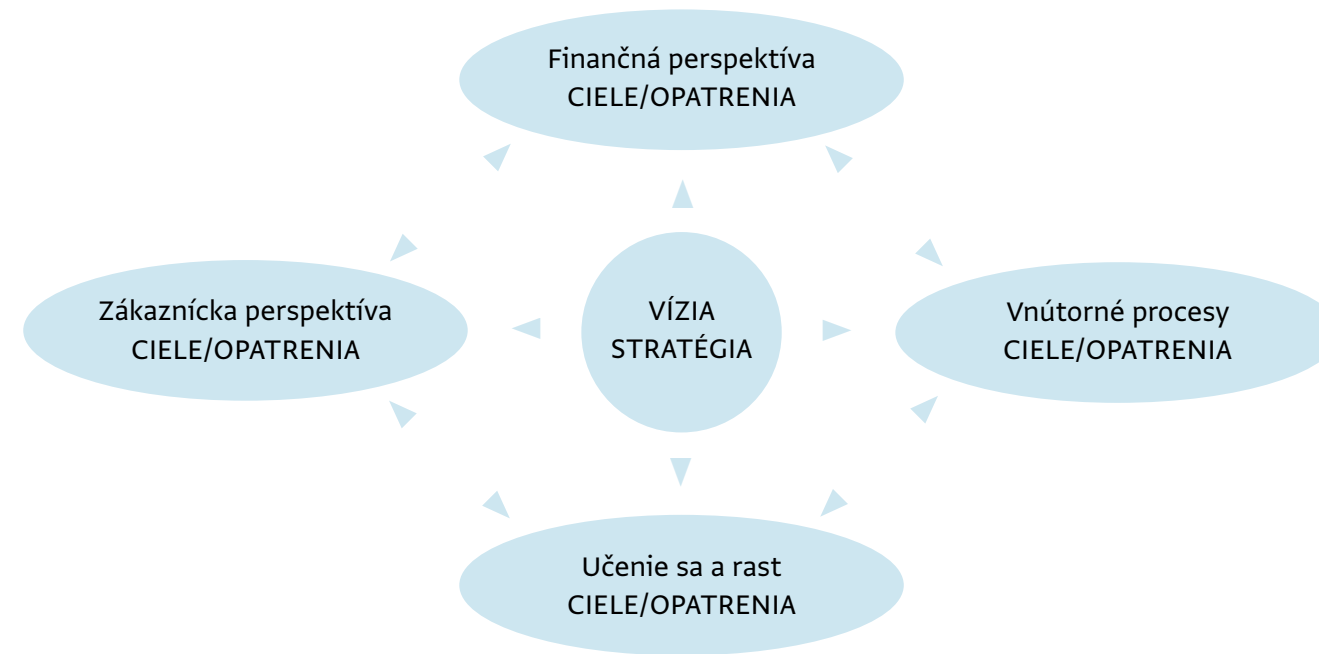 Finančná perspektíva
CIELE/OPATRENIA
Zákaznícka perspektíva
CIELE/OPATRENIA
VÍZIA
STRATÉGIA
Vnútorné procesy
CIELE/OPATRENIA
Učenie sa a rast
CIELE/OPATRENIA